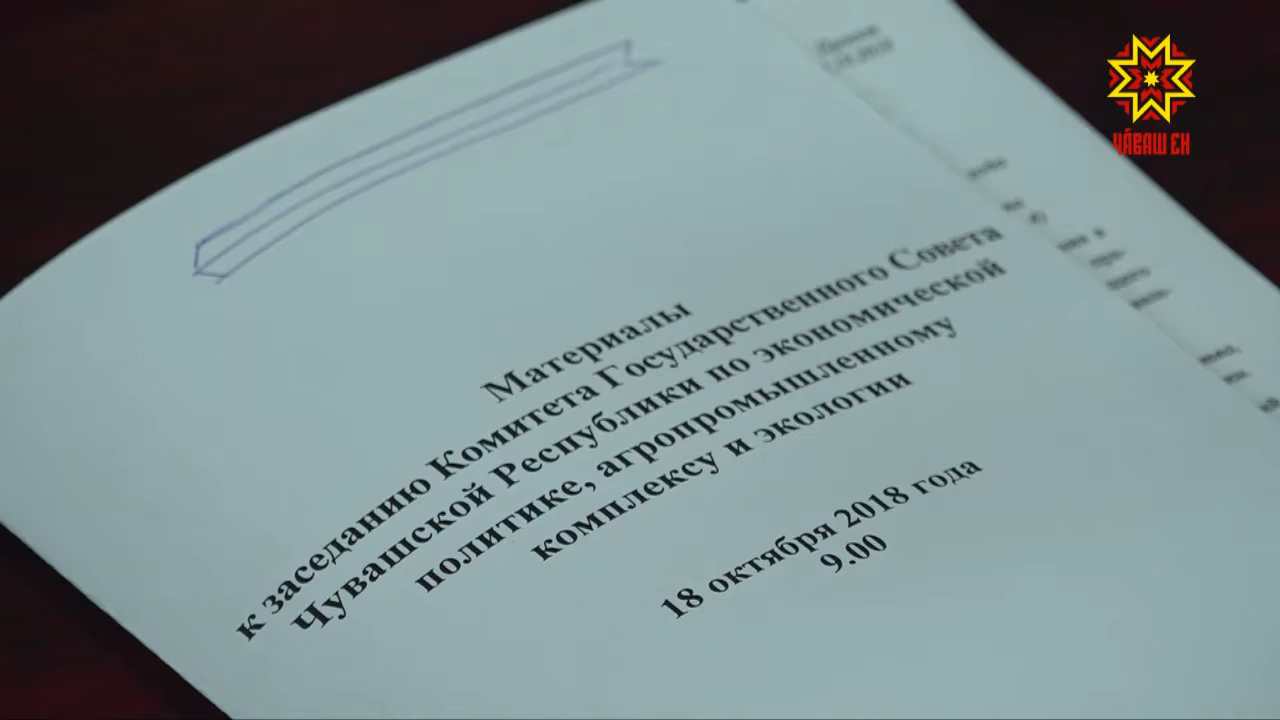 Материалы
к заседанию Комитета Государственного Совета
Чувашской Республики по экономической
политике, агропромышленному
комплексу и экологии
18 октября 2018 года
9.00
ЧӐВАШ ЕН